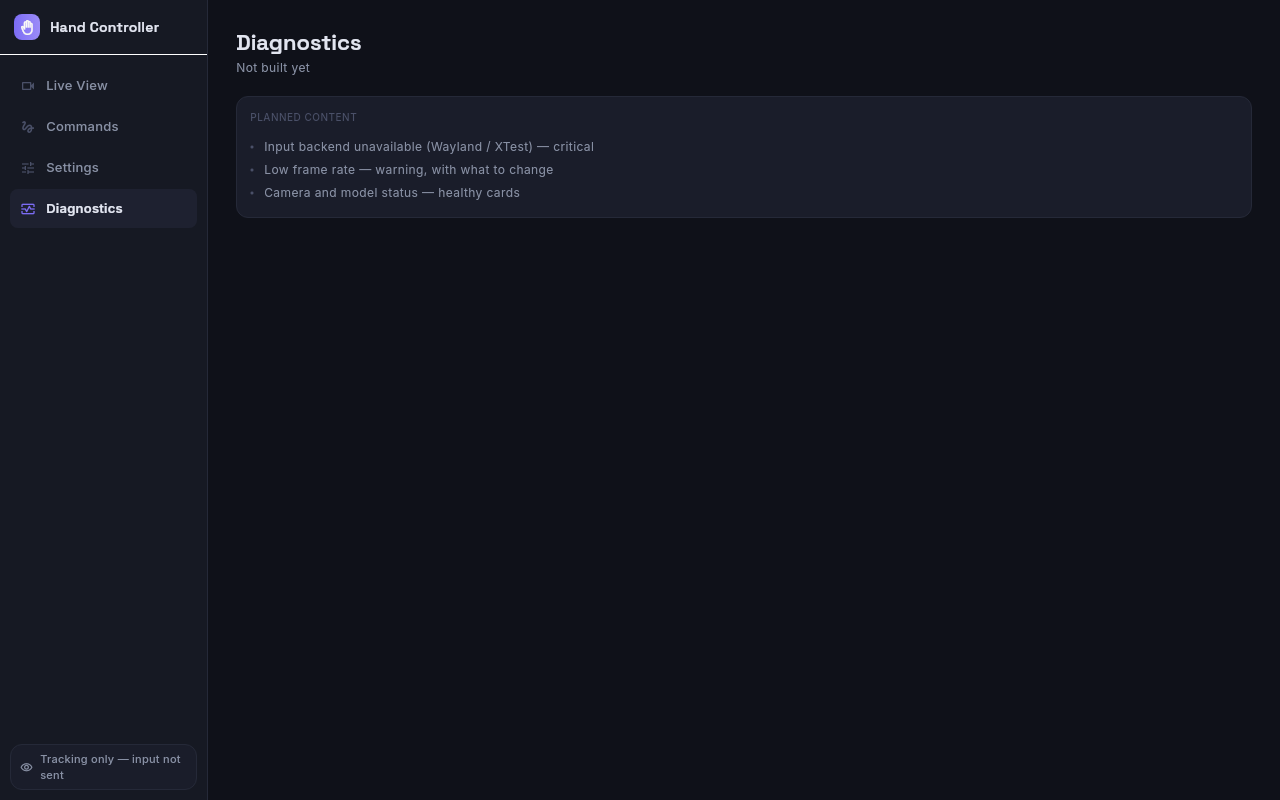 Hand Controller
Live View
Commands
Settings
Diagnostics
Tracking only — input not
sent
Diagnostics
Not built yet
PLANNED CONTENT
• Input backend unavailable (Wayland / XTest) — critical
• Low frame rate — warning, with what to change
• Camera and model status — healthy cards